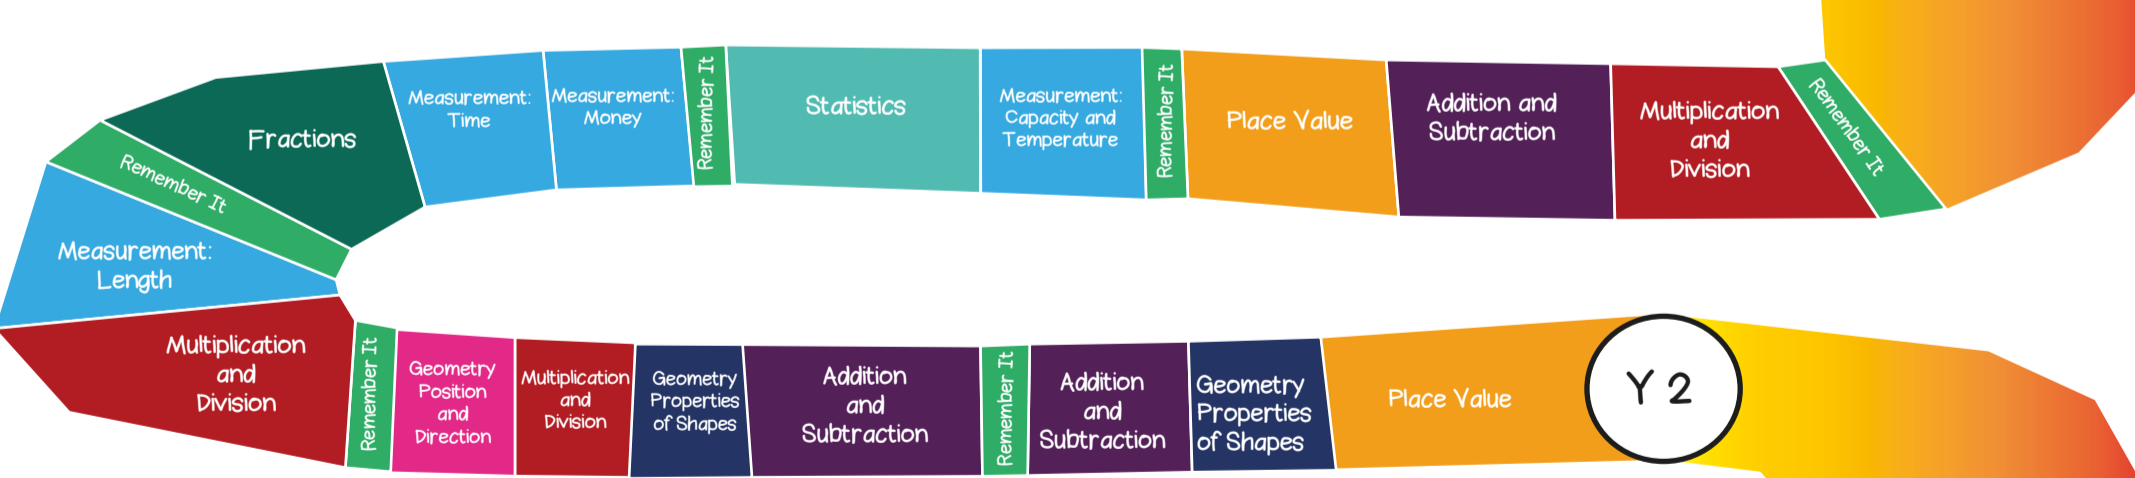 Fractions
Measurement:
Time
Measurement:
Money
Remember It
Statistics
Measurement:
Capacity and
Temperature
Remember It
Place Value
Addition and
Subtraction
Multiplication
and
Division
Remember It
Remember It
Measurement:
Length
Multiplication
and
Division
Remember It
Geometry
Position
and
Direction
Multiplication
and
Division
Geometry
Properties
of Shapes
Addition
and
Subtraction
Remember It
Addition
and
Subtraction
Geometry
Properties
of Shapes
Place Value
Y 2